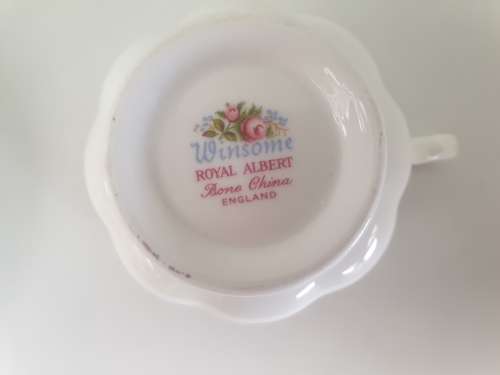 Winsome
ROYAL ALBERT
Bone China
ENGLAND